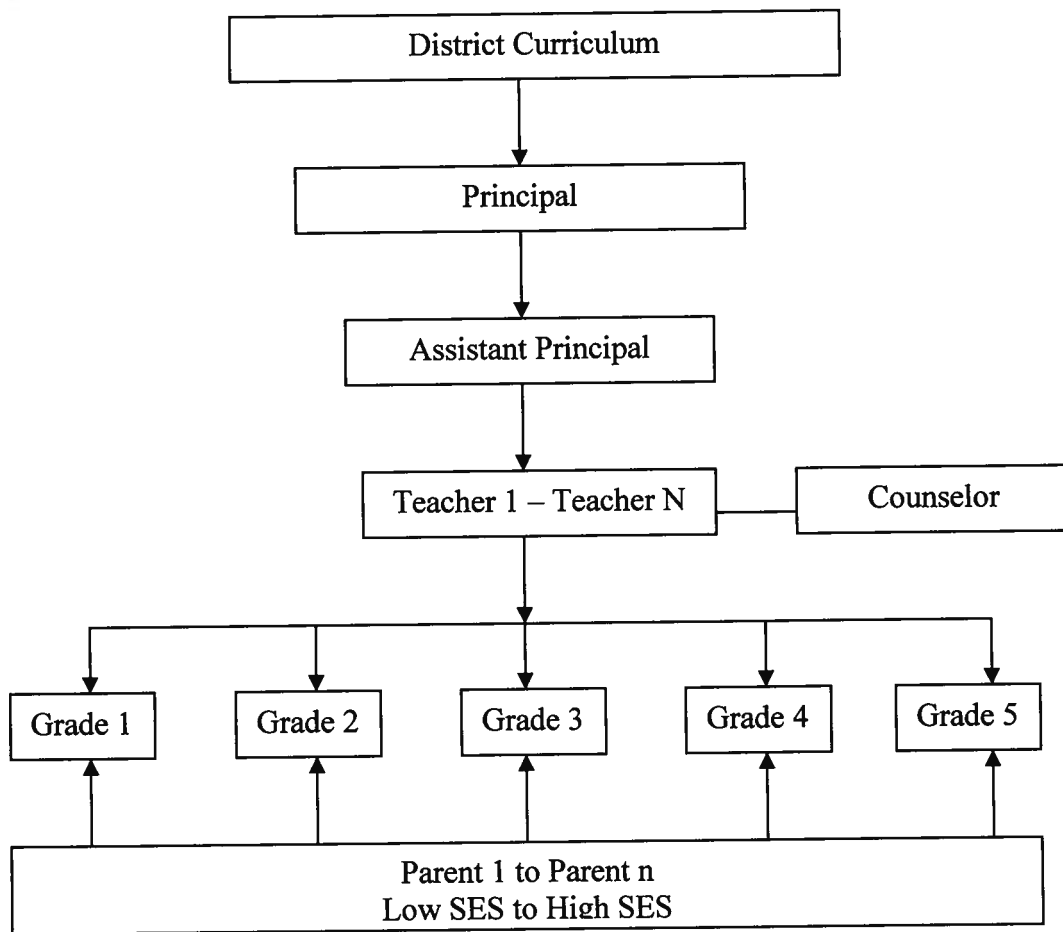 District Curriculum
Principal
Assistant Principal
Teacher 1 – Teacher N
Counselor
Grade 1
Grade 2
Grade 3
Grade 4
Grade 5
Parent 1 to Parent n
Low SES to High SES